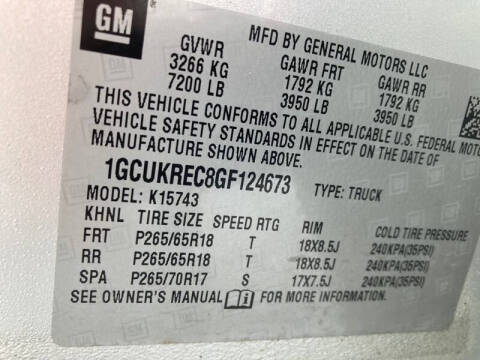 GM
MFD BY GENERAL MOTORS LLC
GVWR GAWR FRT GAWR RR
3266 KG 1792 KG 1792 KG
7200 LB 3950 LB 3950 LB
THIS VEHICLE CONFORMS TO ALL APPLICABLE U.S. FEDERAL MOTO
VEHICLE SAFETY STANDARDS IN EFFECT ON THE DATE OF
MANUFACTURE SHOWN ABOVE.
1GCUKREC8GF124673 TYPE: TRUCK
MODEL: K15743
KHNL TIRE SIZE SPEED RTG RIM COLD TIRE PRESSURE
FRT P265/65R18 T 18X8.5J 240KPA(35PSI)
RR P265/65R18 T 18X8.5J 240KPA(35PSI)
SPA P265/70R17 S 17X7.5J 240KPA(35PSI)
SEE OWNER'S MANUAL FOR MORE INFORMATION.